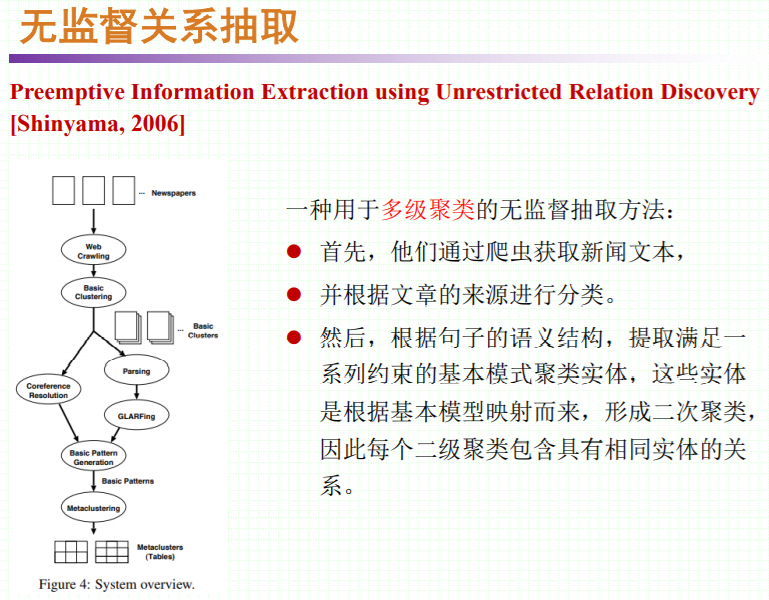 无监督关系抽取
Preemptive Information Extraction using Unrestricted Relation Discovery
[Shinyama, 2006]
... Newspapers
Web
Crawling
Basic
Clustering
... Basic
Clusters
Parsing
Coreference
Resolution
GLARFing
Basic Pattern
Generation
Basic Patterns
Metaclustering
Metaclusters
(Tables)
Figure 4: System overview.
一种用于多级聚类的无监督抽取方法：
● 首先，他们通过爬虫获取新闻文本，
● 并根据文章的来源进行分类。
● 然后，根据句子的语义结构，提取满足一
系列约束的基本模式聚类实体，这些实体
是根据基本模型映射而来，形成二次聚类，
因此每个二级聚类包含具有相同实体的关
系。